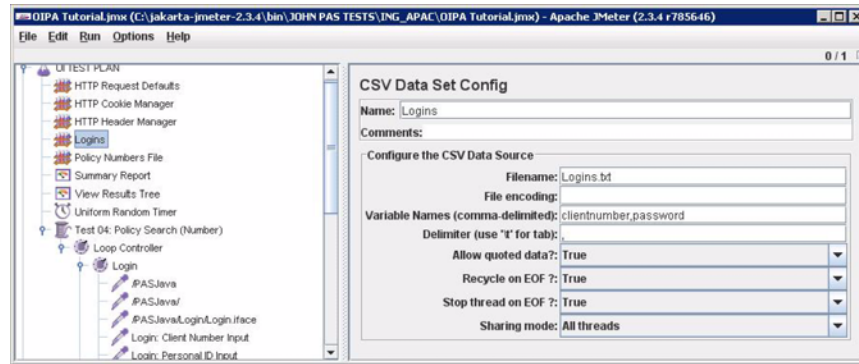 OIPA Tutorial.jmx (C:\jakarta-jmeter-2.3.4\bin\JOHN PAS TESTS\ING_APAC\OIPA Tutorial.jmx) - Apache JMeter (2.3.4 r785646)
File Edit Run Options Help
0 / 1
UI TEST PLAN
HTTP Request Defaults
HTTP Cookie Manager
HTTP Header Manager
Logins
Policy Numbers File
Summary Report
View Results Tree
Uniform Random Timer
Test 04: Policy Search (Number)
Loop Controller
Login
/PASJava
/PASJava/
/PASJava/Login/Login.iface
Login: Client Number Input
Login: Personal ID Input
CSV Data Set Config
Name: Logins
Comments:
Configure the CSV Data Source
Filename: Logins.txt
File encoding:
Variable Names (comma-delimited): clientnumber,password
Delimiter (use '\t' for tab): ,
Allow quoted data?: True
Recycle on EOF ?: True
Stop thread on EOF ?: True
Sharing mode: All threads